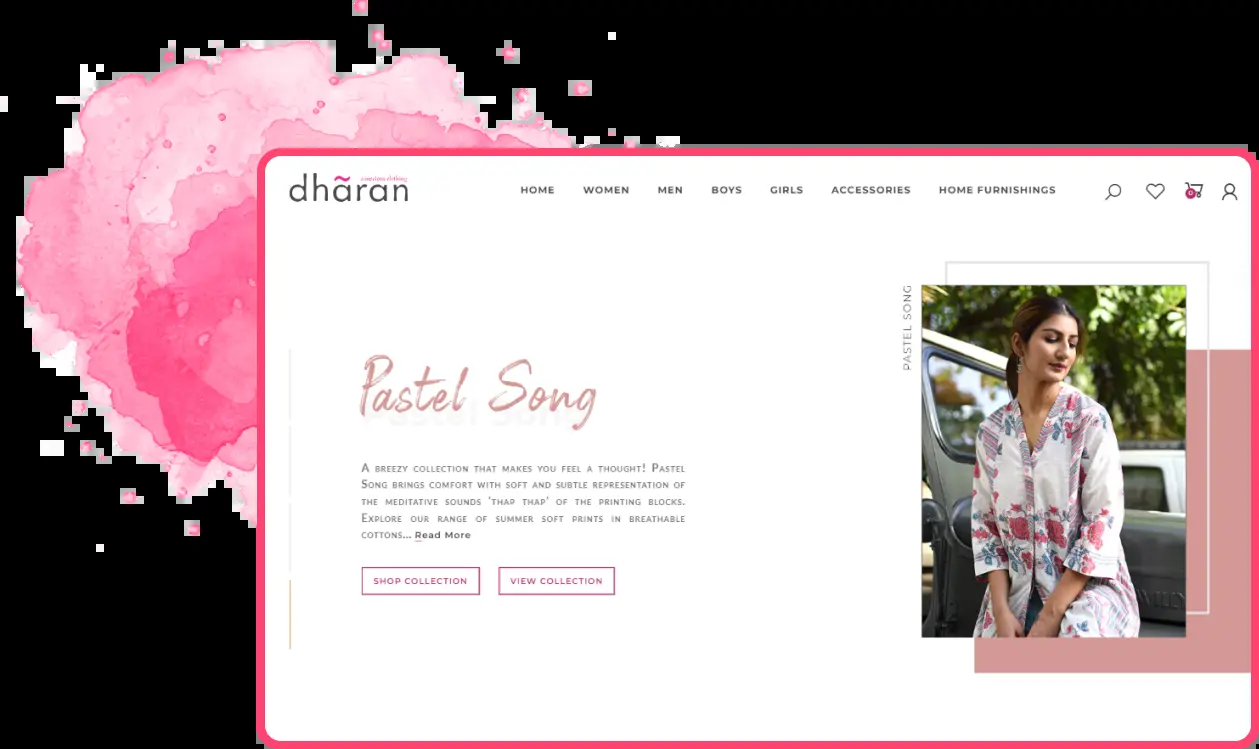 dhãran
conscious clothing
HOME WOMEN MEN BOYS GIRLS ACCESSORIES HOME FURNISHINGS
0
PASTEL SONG
Pastel Song
Pastel Song
A BREEZY COLLECTION THAT MAKES YOU FEEL A THOUGHT! PASTEL
SONG BRINGS COMFORT WITH SOFT AND SUBTLE REPRESENTATION OF
THE MEDITATIVE SOUNDS 'THAP THAP' OF THE PRINTING BLOCKS.
EXPLORE OUR RANGE OF SUMMER SOFT PRINTS IN BREATHABLE
COTTONS... Read More
SHOP COLLECTION VIEW COLLECTION